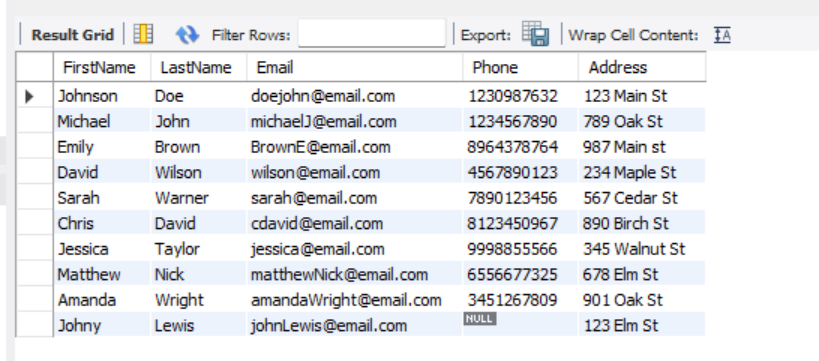 Result Grid Filter Rows: Export: Wrap Cell Content: IA
FirstName LastName Email Phone Address
Johnson Doe doejohn@email.com 1230987632 123 Main St
Michael John michaelJ@email.com 1234567890 789 Oak St
Emily Brown BrownE@email.com 8964378764 987 Main st
David Wilson wilson@email.com 4567890123 234 Maple St
Sarah Warner sarah@email.com 7890123456 567 Cedar St
Chris David cdavid@email.com 8123450967 890 Birch St
Jessica Taylor jessica@email.com 9998855566 345 Walnut St
Matthew Nick matthewNick@email.com 6556677325 678 Elm St
Amanda Wright amandaWright@email.com 3451267809 901 Oak St
Johny Lewis johnLewis@email.com NULL 123 Elm St